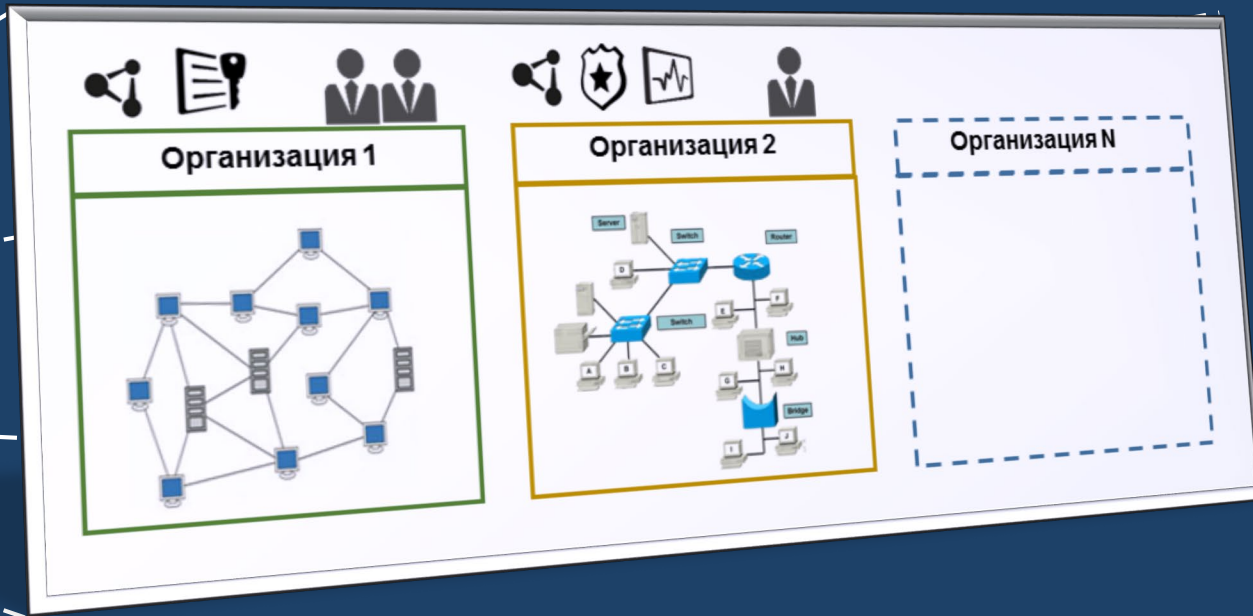 Организация 1
Организация 2
Организация N
Server
Switch
Router
D
E
F
Switch
Hub
A
B
C
G
H
Bridge
I
J